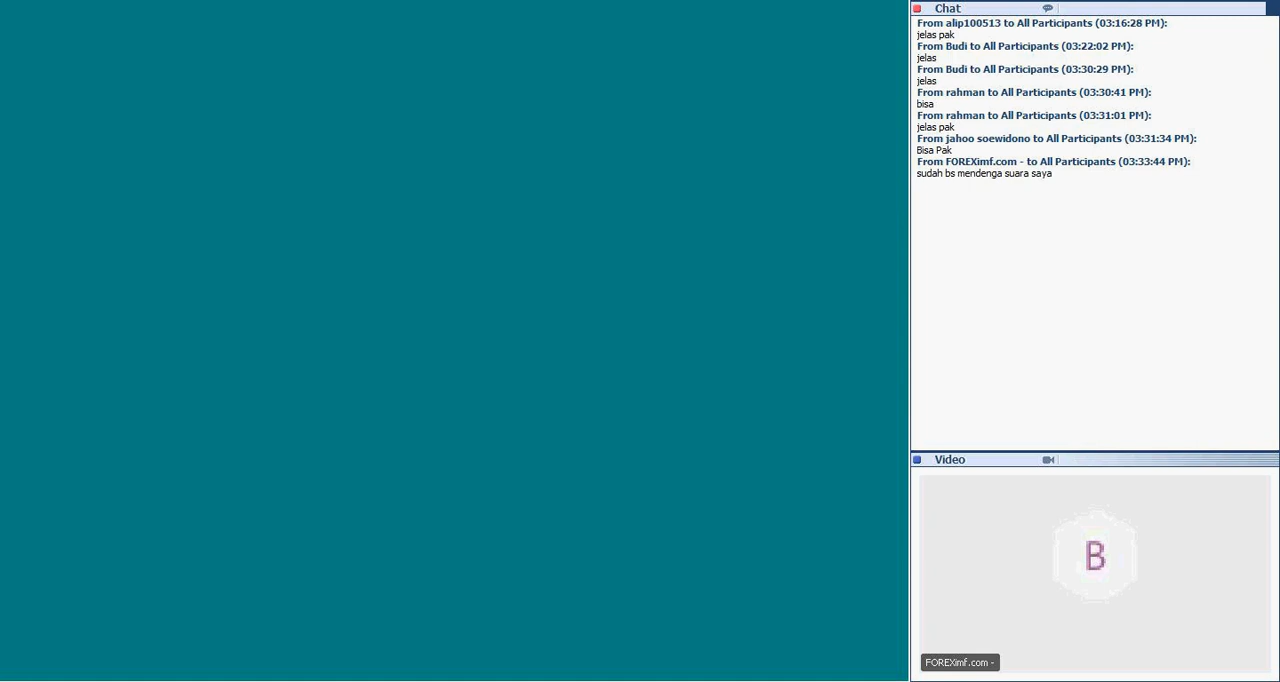 Chat
From alip100513 to All Participants (03:16:28 PM):
jelas pak
From Budi to All Participants (03:22:02 PM):
jelas
From Budi to All Participants (03:30:29 PM):
jelas
From rahman to All Participants (03:30:41 PM):
bisa
From rahman to All Participants (03:31:01 PM):
jelas pak
From jahoo soewidono to All Participants (03:31:34 PM):
Bisa Pak
From FOREXimf.com - to All Participants (03:33:44 PM):
sudah bs mendenga suara saya
Video
B
FOREXimf.com -